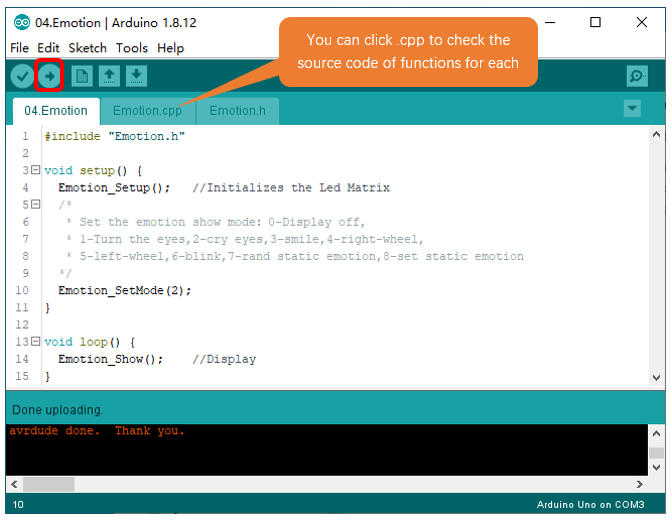 04.Emotion | Arduino 1.8.12
File Edit Sketch Tools Help
You can click .cpp to check the
source code of functions for each
04.Emotion Emotion.cpp Emotion.h
1 #include "Emotion.h"
2
3 void setup() {
4 Emotion_Setup(); //Initializes the Led Matrix
5 /*
6 * Set the emotion show mode: 0-Display off,
7 * 1-Turn the eyes,2-cry eyes,3-smile,4-right-wheel,
8 * 5-left-wheel,6-blink,7-rand static emotion,8-set static emotion
9 */
10 Emotion_SetMode(2);
11 }
12
13 void loop() {
14 Emotion_Show(); //Display
15 }
Done uploading.
avrdude done. Thank you.
10 Arduino Uno on COM3